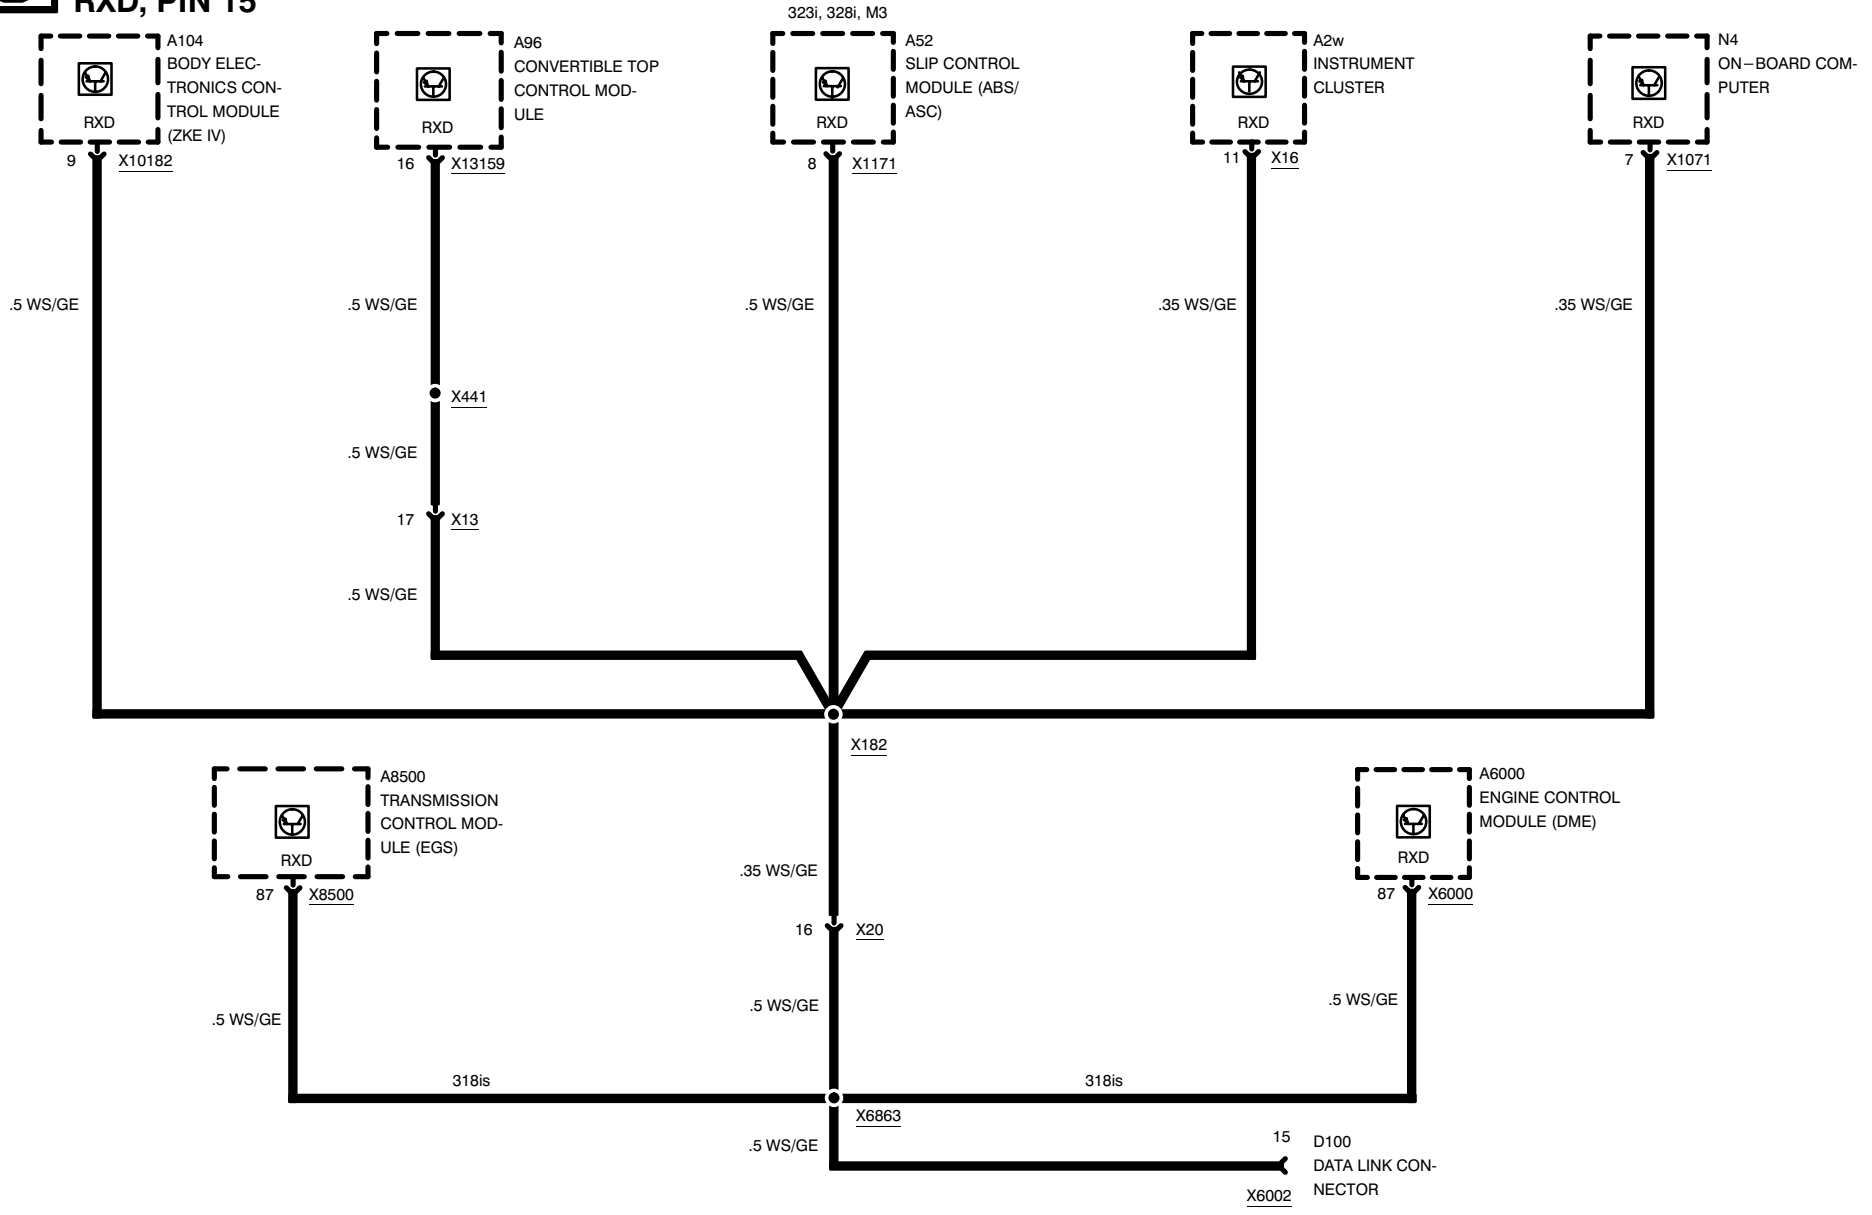 RXD, PIN 15
323i, 328i, M3
A104
BODY ELEC-
TRONICS CON-
TROL MODULE
(ZKE IV)
RXD
9
X10182
A96
CONVERTIBLE TOP
CONTROL MOD-
ULE
RXD
16
X13159
A52
SLIP CONTROL
MODULE (ABS/
ASC)
RXD
8
X1171
A2w
INSTRUMENT
CLUSTER
RXD
11
X16
N4
ON–BOARD COM-
PUTER
RXD
7
X1071
.5 WS/GE
.5 WS/GE
.5 WS/GE
.35 WS/GE
.35 WS/GE
X441
.5 WS/GE
17
X13
.5 WS/GE
X182
A8500
TRANSMISSION
CONTROL MOD-
ULE (EGS)
RXD
87
X8500
A6000
ENGINE CONTROL
MODULE (DME)
RXD
87
X6000
.35 WS/GE
16
X20
.5 WS/GE
.5 WS/GE
.5 WS/GE
318is
318is
X6863
.5 WS/GE
15
D100
DATA LINK CON-
NECTOR
X6002